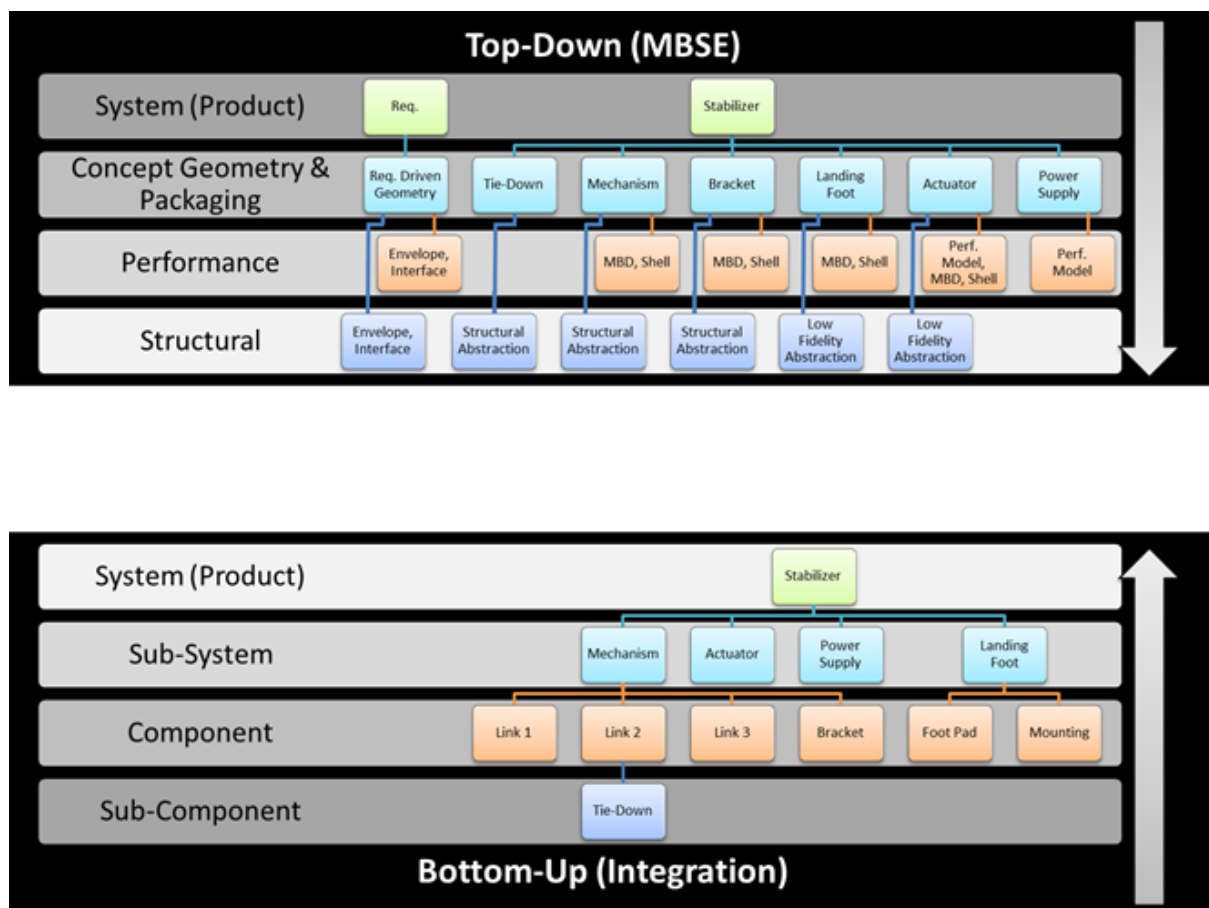 Top-Down (MBSE)
System (Product)
Req.
Stabilizer
Concept Geometry &
Packaging
Req. Driven
Geometry
Tie-Down
Mechanism
Bracket
Landing
Foot
Actuator
Power
Supply
Performance
Envelope,
Interface
MBD, Shell
MBD, Shell
MBD, Shell
Perf.
Model,
MBD, Shell
Perf.
Model
Structural
Envelope,
Interface
Structural
Abstraction
Structural
Abstraction
Structural
Abstraction
Low
Fidelity
Abstraction
Low
Fidelity
Abstraction
System (Product)
Stabilizer
Sub-System
Mechanism
Actuator
Power
Supply
Landing
Foot
Component
Link 1
Link 2
Link 3
Bracket
Foot Pad
Mounting
Sub-Component
Tie-Down
Bottom-Up (Integration)